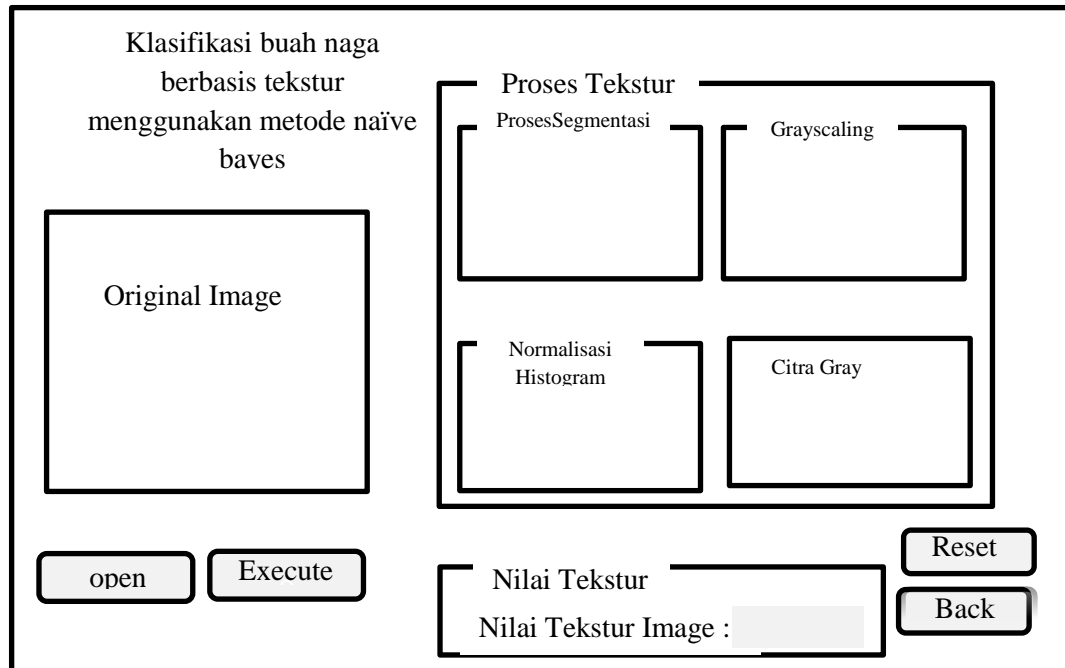 Klasifikasi buah naga
berbasis tekstur
menggunakan metode naïve
bayes
Original Image
open
Execute
Proses Tekstur
ProsesSegmentasi
Grayscaling
Normalisasi
Histogram
Citra Gray
Nilai Tekstur
Nilai Tekstur Image :
Reset
Back